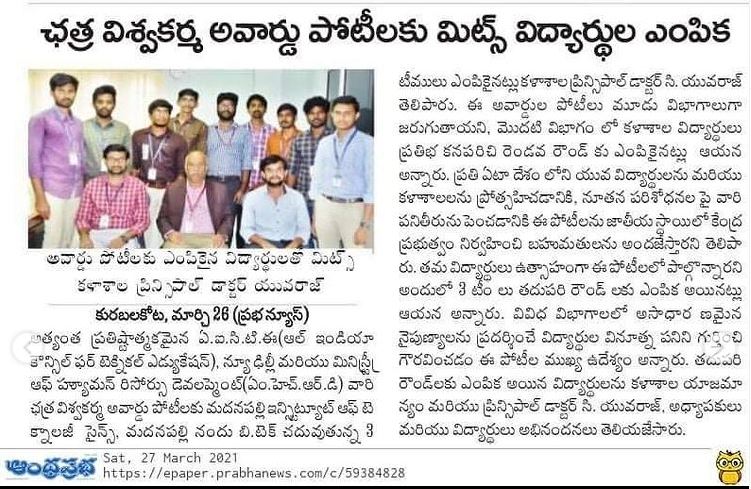 ఛత్ర విశ్వకర్మ అవార్డు పోటీలకు మిట్స్ విద్యార్థుల ఎంపిక
అవార్డు పోటీలకు ఎంపికైన విద్యార్థులతో మిట్స్
కళాశాల ప్రిన్సిపాల్ డాక్టర్ యువరాజ్
కురబలకోట, మార్చి 26 (ప్రభ న్యూస్)
అత్యంత ప్రతిష్టాత్మకమైన ఏ.ఐ.సి.టి.ఈ(ఆల్ ఇండియా
కౌన్సిల్ ఫర్ టెక్నికల్ ఎడ్యుకేషన్), న్యూ ఢిల్లీ మరియు మినిస్ట్రీ
ఆఫ్ హ్యూమన్ రిసోర్సు డెవలప్మెంట్(ఏం.హెచ్.ఆర్.డి) వారి
ఛత్ర విశ్వకర్మ అవార్డు పోటీలకు మదనపల్లి ఇన్స్టిట్యూట్ ఆఫ్ టె
క్నాలజీ సైన్స్, మదనపల్లి నందు బి.టెక్ చదువుతున్న 3
టీములు ఎంపికైనట్లు కళాశాల ప్రిన్సిపాల్ డాక్టర్ సి. యువరాజ్
తెలిపారు. ఈ అవార్డుల పోటీలు మూడు విభాగాలుగా
జరుగుతాయని, మొదటి విభాగం లో కళాశాల విద్యార్థులు
ప్రతిభ కనపరిచి రెండవ రౌండ్ కు ఎంపికైనట్లు ఆయన
అన్నారు. ప్రతి ఏటా దేశం లోని యువ విద్యార్థులను మరియు
కళాశాలలను ప్రోత్సహించడానికి, నూతన పరిశోధనల పై వారి
పనితీరును పెంచడానికి ఈ పోటీలను జాతీయ స్థాయిలో కేంద్ర
ప్రభుత్వం నిర్వహించి బహుమతులను అందజేస్తారని తెలిపా
రు. తమ విద్యార్థులు ఉత్సాహంగా ఈ పోటీలలో పాల్గొన్నారని
అందులో 3 టీం లు తదుపరి రౌండ్ లకు ఎంపిక అయినట్లు
ఆయన అన్నారు. వివిధ విభాగాలలో అసాధార ణమైన
నైపుణ్యాలను ప్రదర్శించే విద్యార్థుల వినూత్న పనిని గుర్తించి
గౌరవించడం ఈ పోటీల ముఖ్య ఉదేశ్యం అన్నారు. తదుపరి
రౌండ్‌లకు ఎంపిక అయిన విద్యార్థులను కళాశాల యాజమా
న్యం మరియు ప్రిన్సిపాల్ డాక్టర్ సి. యువరాజ్, అధ్యాపకులు
మరియు విద్యార్థులు అభినందనలు తెలియజేసారు.
ఆంధ్రప్రభ
Sat, 27 March 2021
https://epaper.prabhanews.com/c/59384828